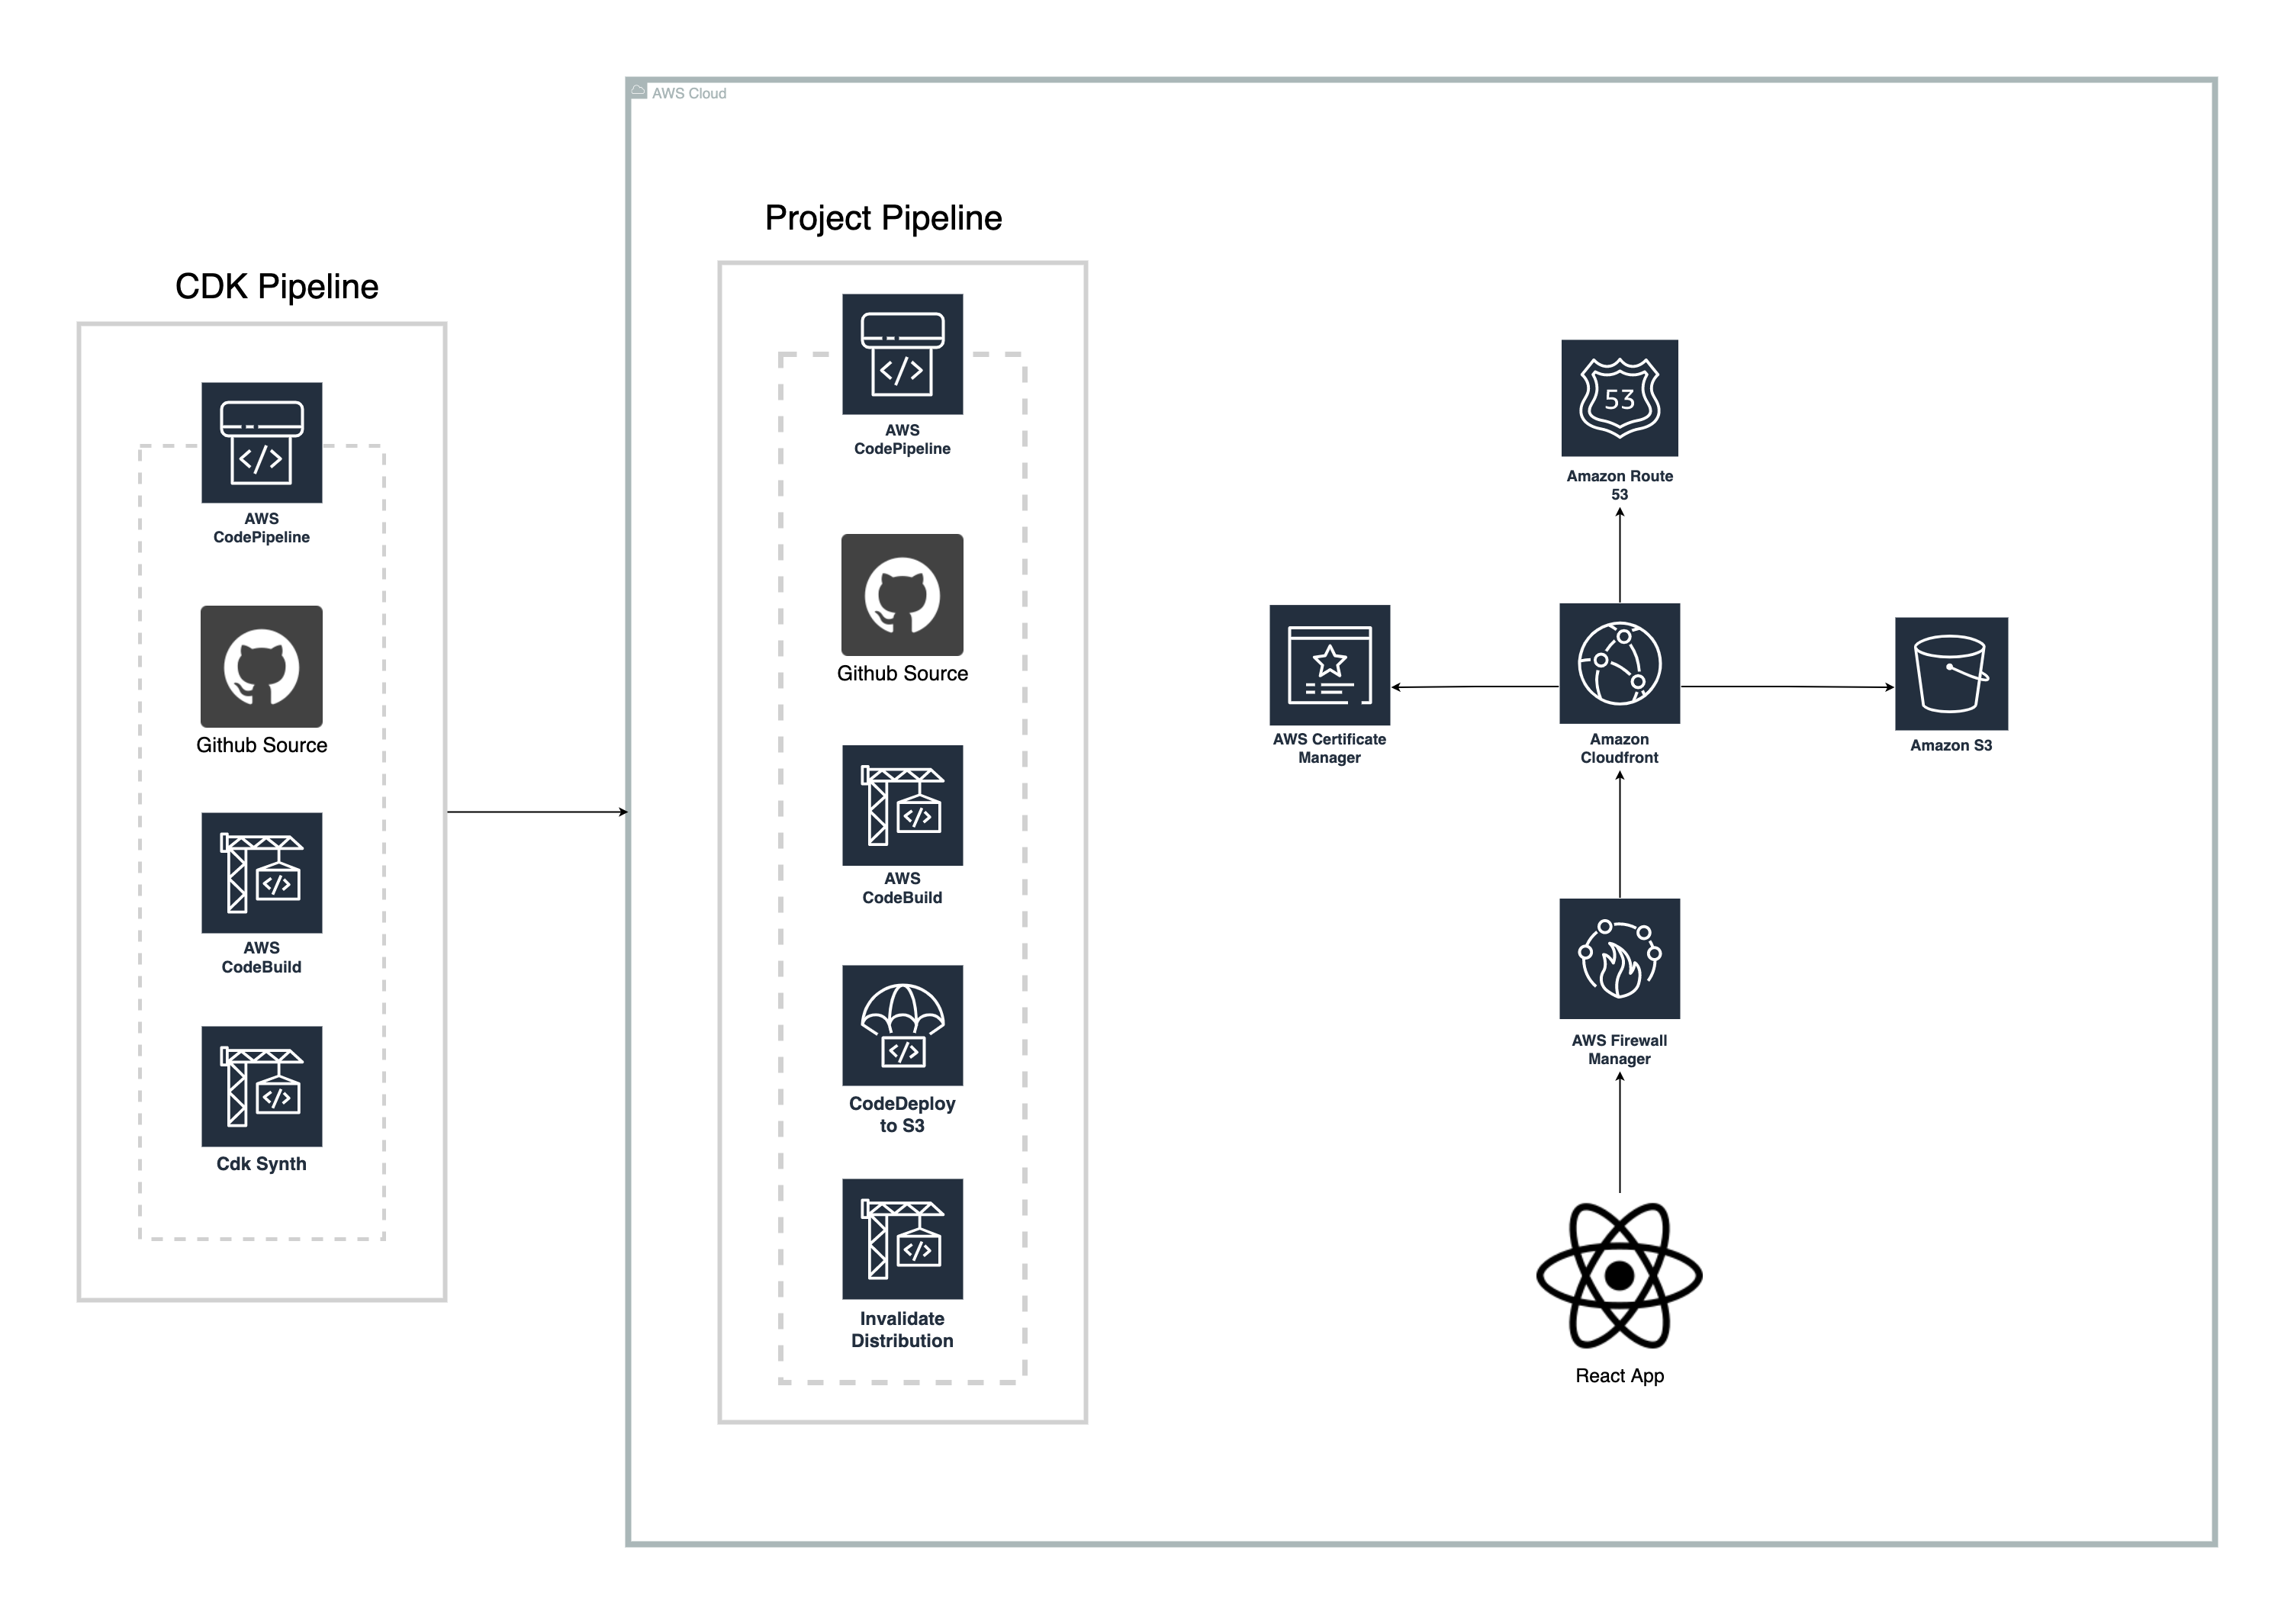 AWS Cloud
CDK Pipeline
AWS
CodePipeline
Github Source
AWS
CodeBuild
Cdk Synth
Project Pipeline
AWS
CodePipeline
Github Source
AWS
CodeBuild
CodeDeploy
to S3
Invalidate
Distribution
53
Amazon Route
53
AWS Certificate
Manager
Amazon
Cloudfront
Amazon S3
AWS Firewall
Manager
React App